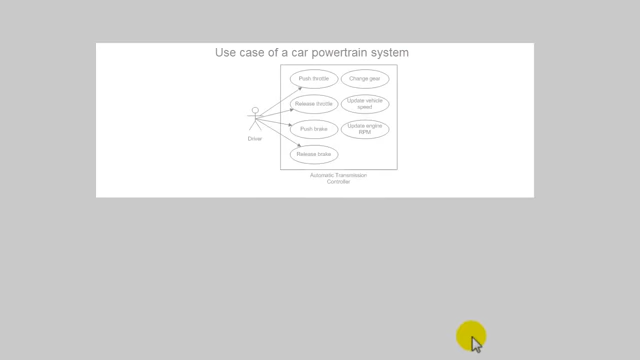 Use case of a car powertrain system
Push throttle
Change gear
Release throttle
Update vehicle
speed
Push brake
Update engine
RPM
Release brake
Driver
Automatic Transmission
Controller